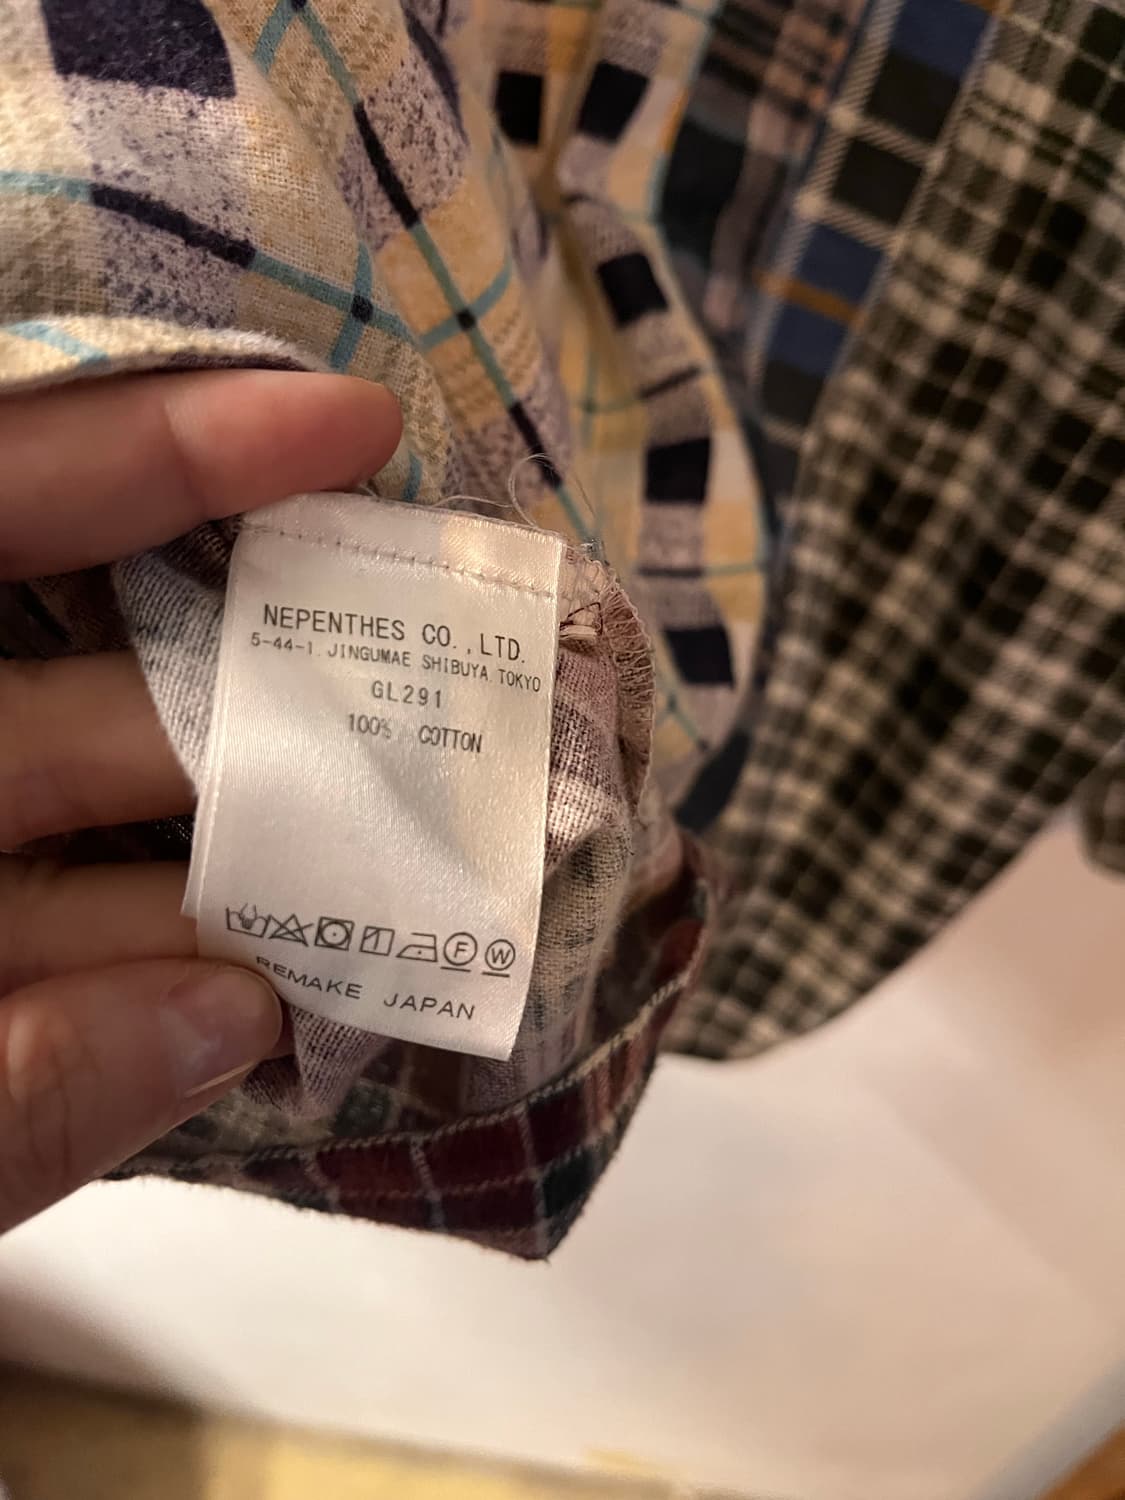 NEPENTHES CO.,LTD.
5-44-1.JINGUMAE SHIBUYA.TOKYO
GL291
100% COTTON
F W
REMAKE JAPAN